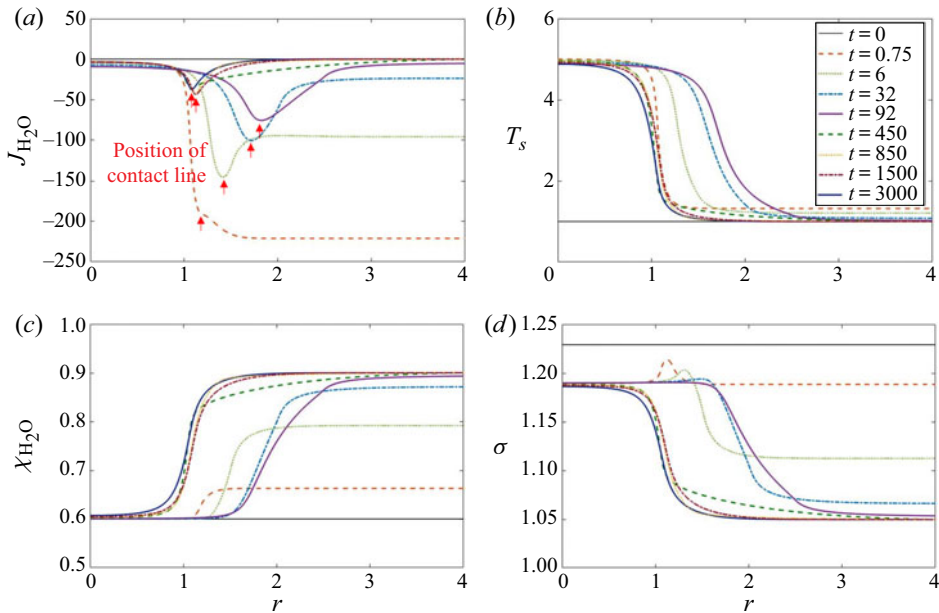 (a)
50
0
–50
–100
–150
–200
–250
J_H₂O
Position of
contact line
0 1 2 3 4
(b)
6
4
2
T_s
0 1 2 3 4
t = 0
t = 0.75
t = 6
t = 32
t = 92
t = 450
t = 850
t = 1500
t = 3000
(c)
1.0
0.9
0.8
0.7
0.6
0.5
χ_H₂O
0 1 2 3 4
r
(d)
1.25
1.20
1.15
1.10
1.05
1.00
σ
0 1 2 3 4
r